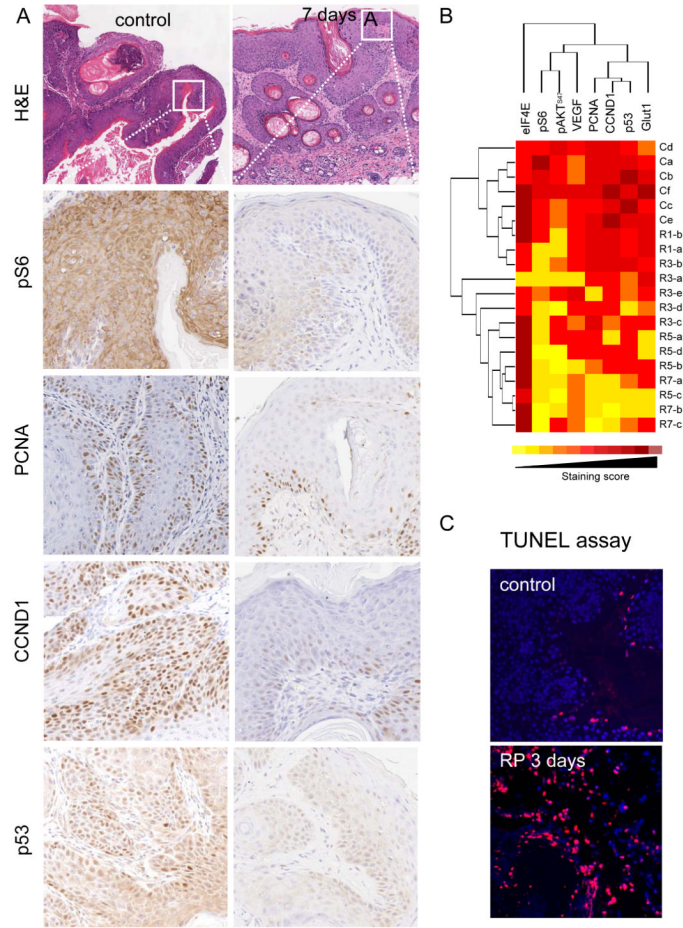 A
control
7 days
A
H&E
pS6
PCNA
CCND1
p53
B
eIF4E
pS6
pAKTS473
VEGF
PCNA
CCND1
p53
Glut1
Cd
Ca
Cb
Cf
Cc
Ce
R1-b
R1-a
R3-b
R3-a
R3-e
R3-d
R3-c
R5-a
R5-d
R5-b
R7-a
R5-c
R7-b
R7-c
Staining score
C
TUNEL assay
control
RP 3 days